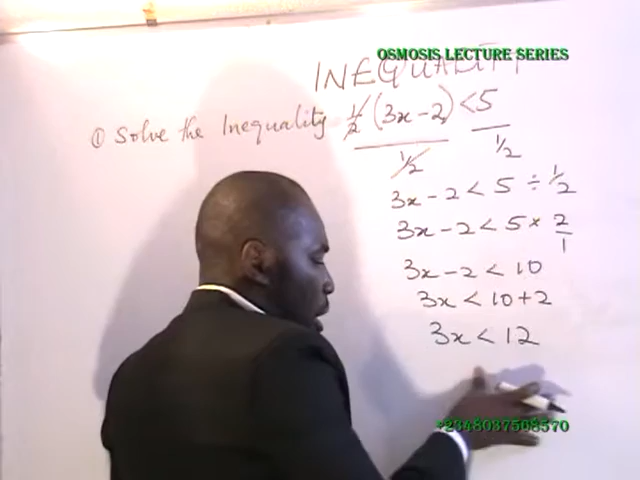 OSMOSIS LECTURE SERIES
INEQUALITY
① Solve the Inequality 1/2 (3x-2) < 5
1/2 1/2
3x - 2 < 5 ÷ 1/2
3x - 2 < 5 × 2/1
3x - 2 < 10
3x < 10+2
3x < 12
+2348037508570